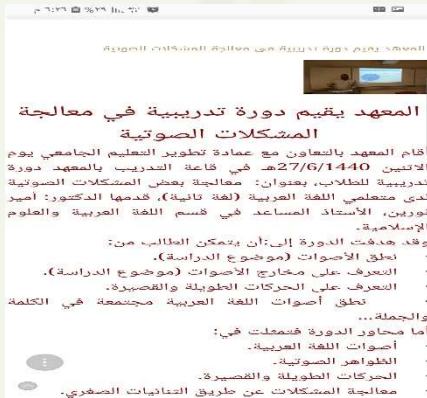 م ٦:٢٦ %٢٩
المعهد يقيم دورة تدريبية في معالجة المشكلات الصوتية
المعهد يقيم دورة تدريبية في معالجة
المشكلات الصوتية
أقام المعهد بالتعاون مع عمادة تطوير التعليم الجامعي يوم
الاثنين 27/6/1440هـ في قاعة التدريب بالمعهد دورة
تدريبية للطلاب، بعنوان: معالجة بعض المشكلات الصوتية
لدى متعلمي اللغة العربية (لغة ثانية)، قدمها الدكتور: أمير
نورين، الأستاذ المساعد في قسم اللغة العربية والعلوم
الإسلامية.
وقد هدفت الدورة إلى:أن يتمكن الطالب من:
نطق الأصوات (موضوع الدراسة).
التعرف على مخارج الأصوات (موضوع الدراسة).
التعرف على الحركات الطويلة والقصيرة.
نطق أصوات اللغة العربية مجتمعة في الكلمة
والجملة...
أما محاور الدورة فتمثلت في:
أصوات اللغة العربية.
الظواهر الصوتية.
الحركات الطويلة والقصيرة.
معالجة المشكلات عن طريق الثنائيات الصغرى.